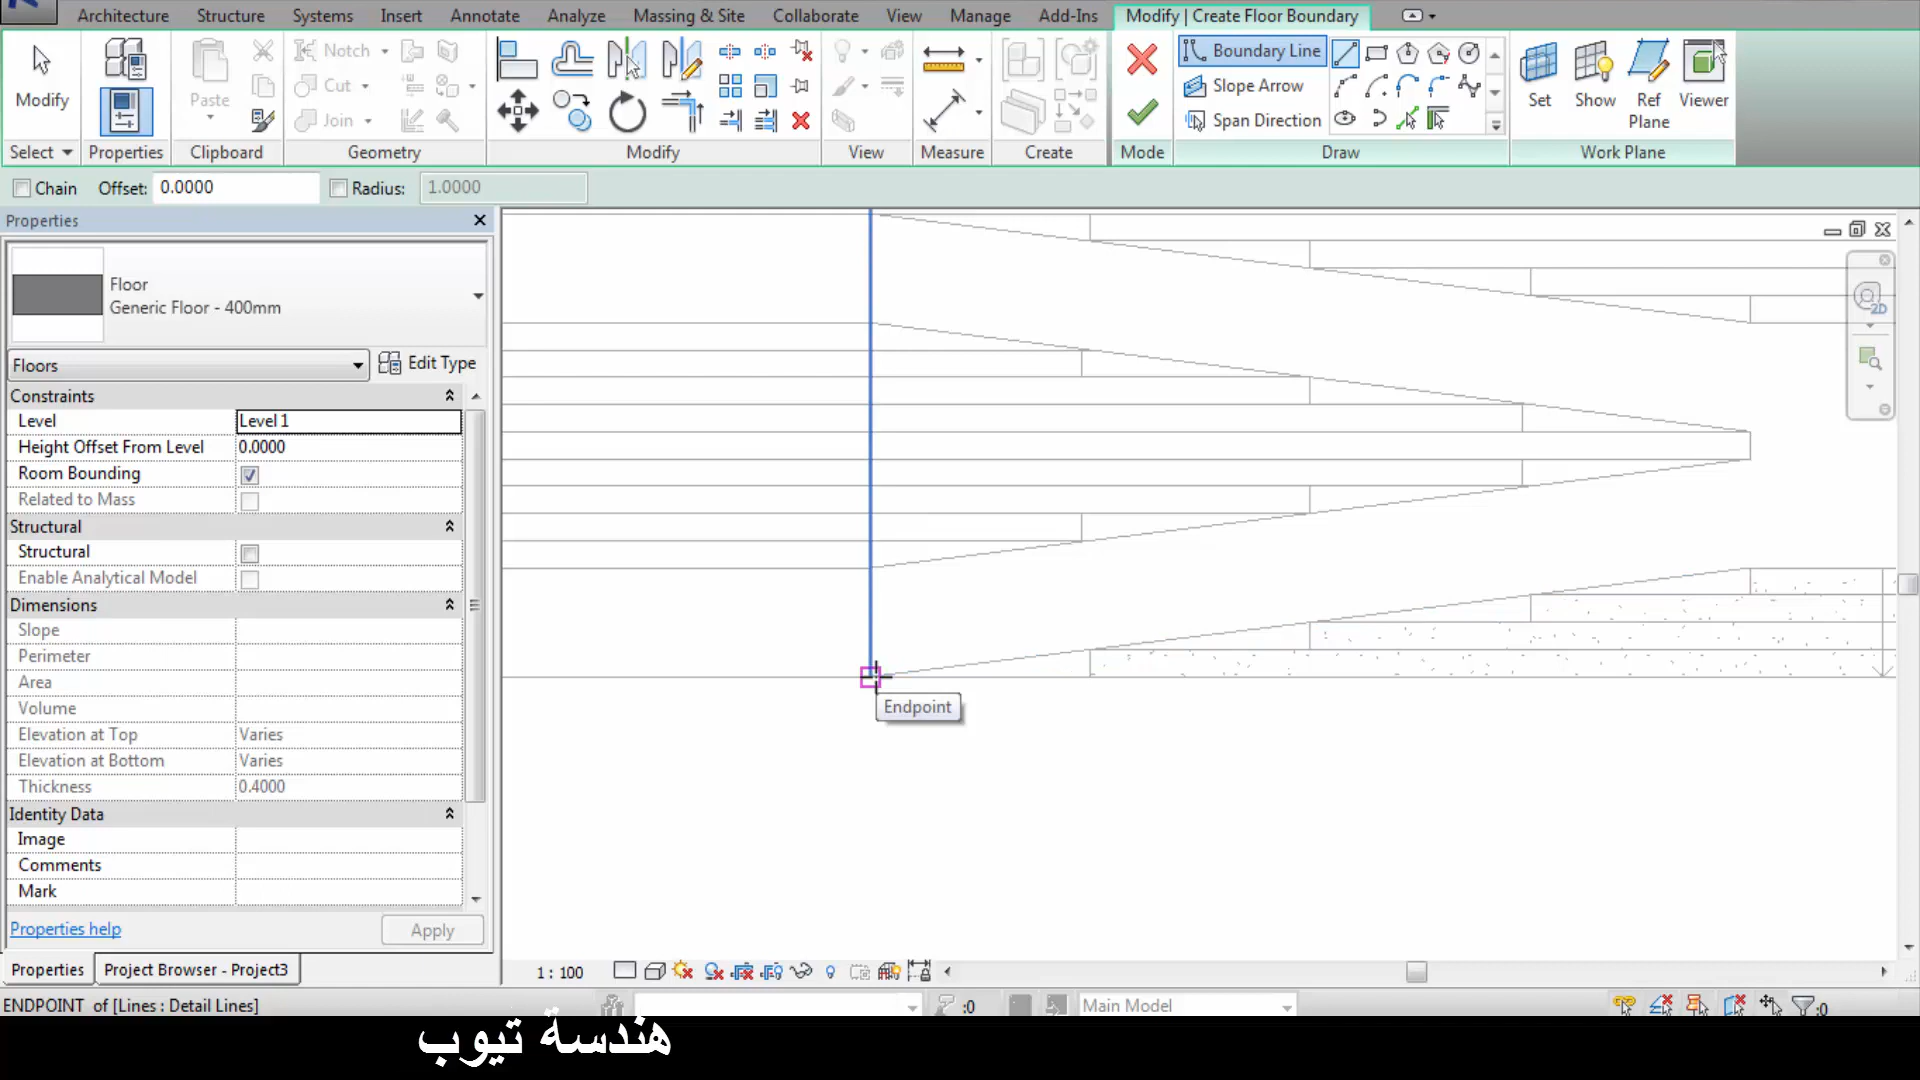 Architecture Structure Systems Insert Annotate Analyze Massing & Site Collaborate View Manage Add-Ins Modify | Create Floor Boundary
Modify Paste Notch Cut Join Boundary Line Slope Arrow Span Direction Set Show Ref Plane Viewer
Select Properties Clipboard Geometry Modify View Measure Create Mode Draw Work Plane
Chain Offset: 0.0000 Radius: 1.0000
Properties
Floor
Generic Floor - 400mm
Floors Edit Type
Constraints
Level Level 1
Height Offset From Level 0.0000
Room Bounding
Related to Mass
Structural
Structural
Enable Analytical Model
Dimensions
Slope
Perimeter
Area
Volume
Elevation at Top Varies
Elevation at Bottom Varies
Thickness 0.4000
Identity Data
Image
Comments
Mark
Properties help Apply
Properties Project Browser - Project3
2D
Endpoint
1 : 100
ENDPOINT of [Lines : Detail Lines] :0 Main Model :0
هندسة تيوب